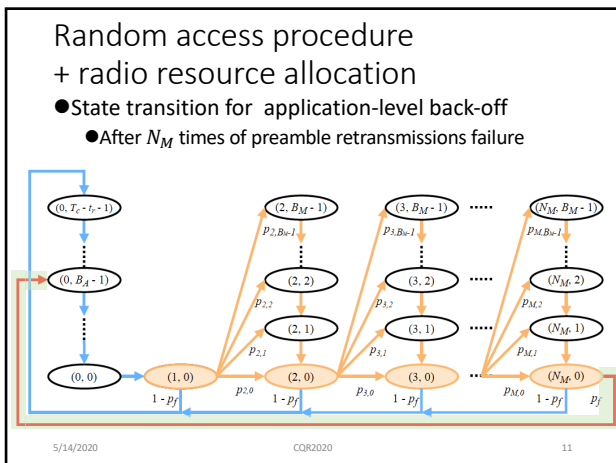 Random access procedure
+ radio resource allocation
●State transition for application-level back-off
●After N_M times of preamble retransmissions failure
(0, T_c - t_r - 1) (2, B_M - 1) (3, B_M - 1) ...... (N_M, B_M - 1)
p_{2,B_M-1} p_{3,B_M-1} p_{M,B_M-1}
(0, B_A - 1) (2, 2) (3, 2) ...... (N_M, 2)
p_{2,2} p_{3,2} p_{M,2}
(2, 1) (3, 1) ...... (N_M, 1)
p_{2,1} p_{3,1} p_{M,1}
(0, 0) (1, 0) (2, 0) (3, 0) ...... (N_M, 0)
1 - p_f p_{2,0} 1 - p_f p_{3,0} 1 - p_f p_{M,0} 1 - p_f p_f
5/14/2020 CQR2020 11